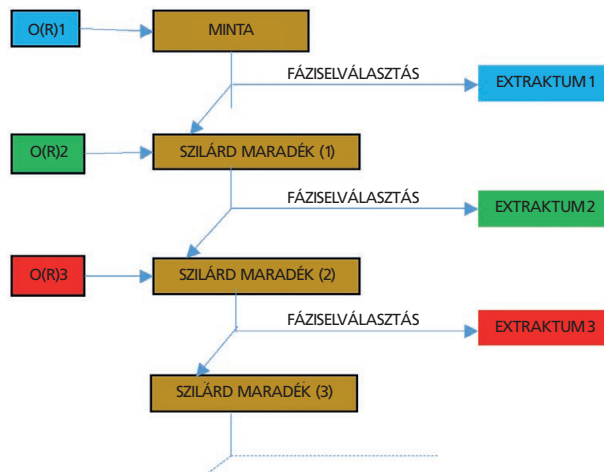 O(R)1
MINTA
FÁZISELVÁLASZTÁS
EXTRAKTUM 1
O(R)2
SZILÁRD MARADÉK (1)
FÁZISELVÁLASZTÁS
EXTRAKTUM 2
O(R)3
SZILÁRD MARADÉK (2)
FÁZISELVÁLASZTÁS
EXTRAKTUM 3
SZILÁRD MARADÉK (3)